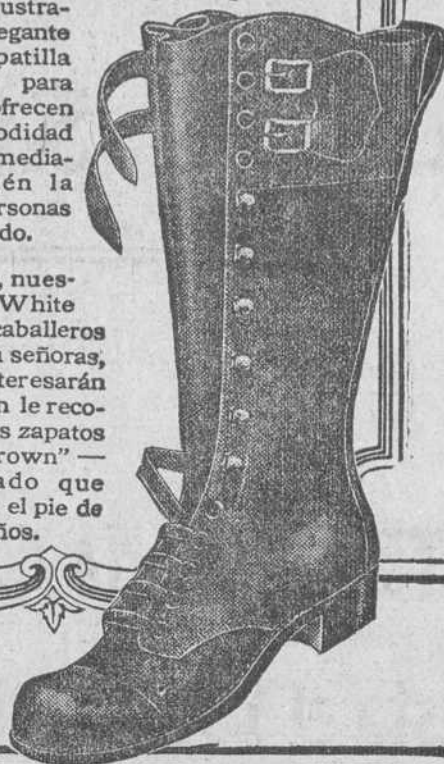 ustra-
egante
patilla
para
ofrecen
odidad
media-
én la
rsonas
do.
, nues-
White
caballeros
a señoras,
teresarán
n le reco-
s zapatos
rown” —
ado que
el pie de
ños.